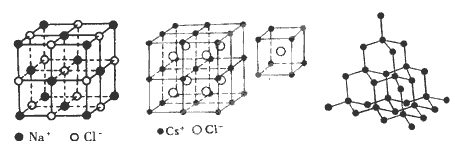 ● Na⁺ ○ Cl⁻
● Cs⁺ ○ Cl⁻